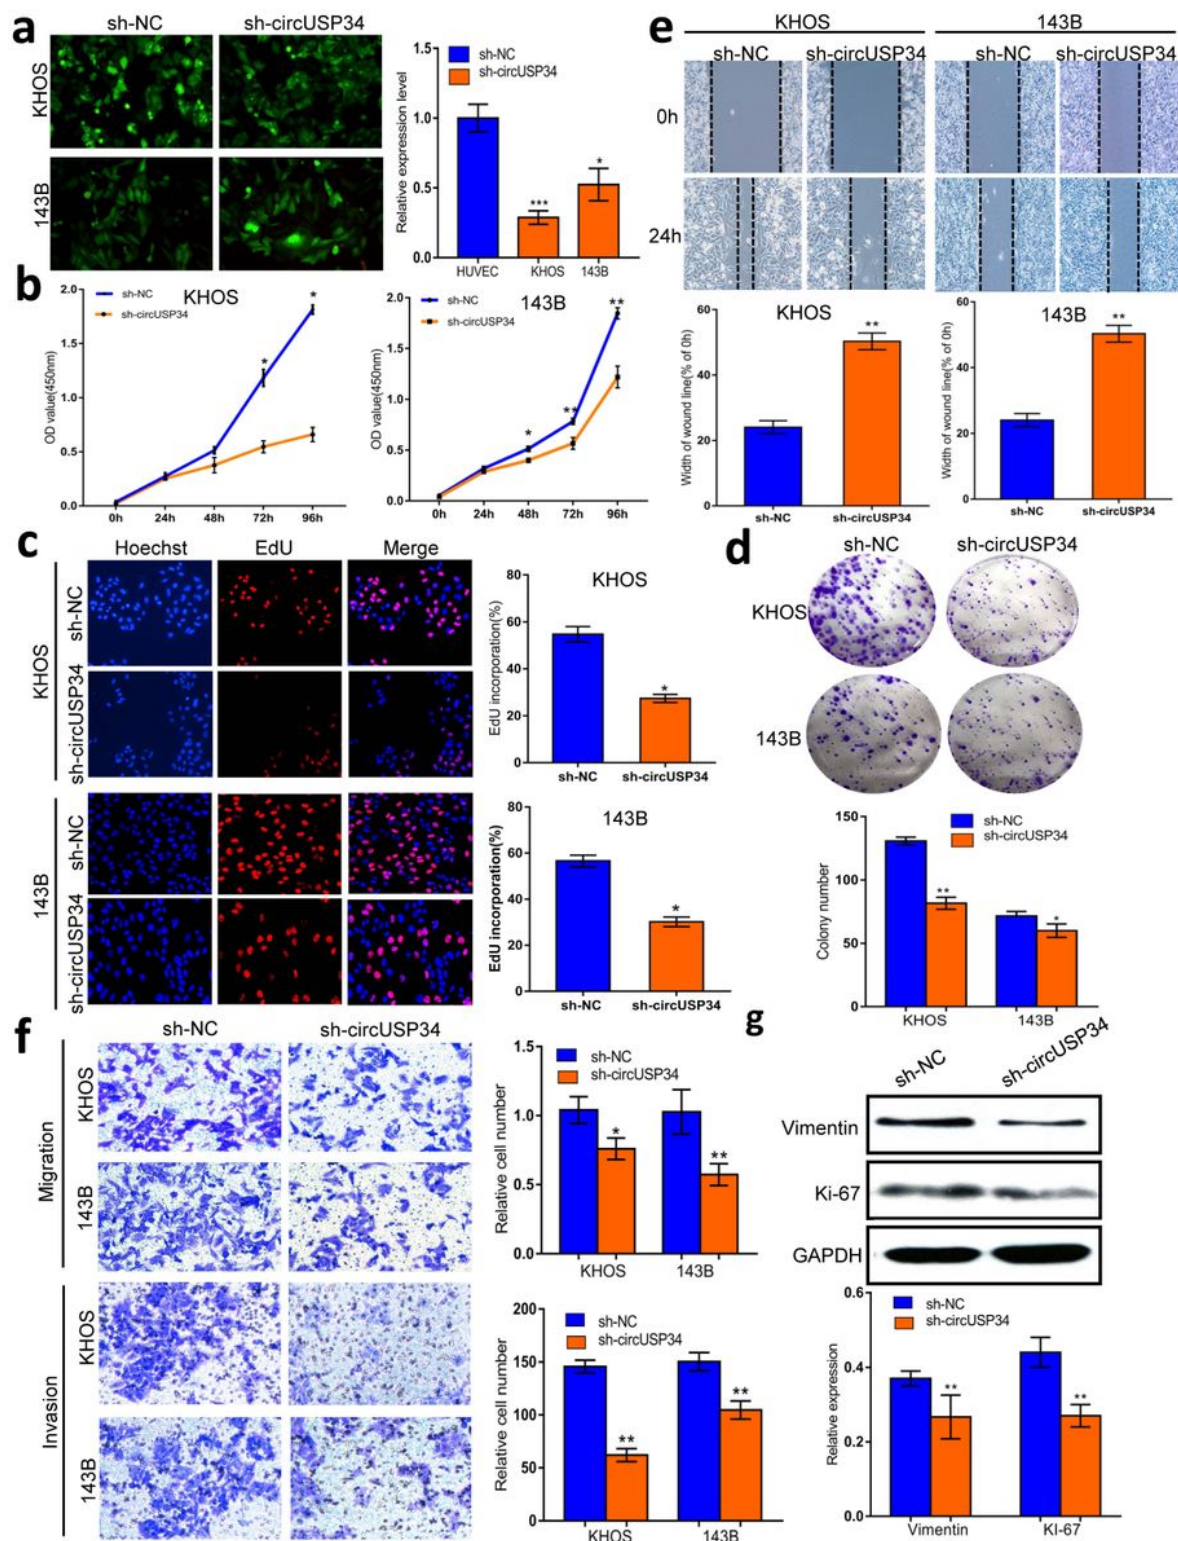 a
sh-NC sh-circUSP34
KHOS
143B
Relative expression level
1.5
1.0
0.5
0.0
sh-NC
sh-circUSP34
***
*
HUVEC KHOS 143B
b
KHOS
OD value(450nm)
2.0
1.5
1.0
0.5
0.0
sh-NC
sh-circUSP34
*
*
0h 24h 48h 72h 96h
143B
OD value(450nm)
2.0
1.5
1.0
0.5
0.0
sh-NC
sh-circUSP34
**
**
*
0h 24h 48h 72h 96h
e
KHOS 143B
sh-NC sh-circUSP34 sh-NC sh-circUSP34
0h
24h
KHOS
Width of wound line(% of 0h)
60
40
20
0
**
sh-NC sh-circUSP34
143B
Width of wound line(% of 0h)
60
40
20
0
**
sh-NC sh-circUSP34
c
Hoechst EdU Merge
KHOS
sh-NC
sh-circUSP34
143B
sh-NC
sh-circUSP34
KHOS
EdU incorporation(%)
80
60
40
20
0
*
sh-NC sh-circUSP34
143B
EdU incorporation(%)
80
60
40
20
0
*
sh-NC sh-circUSP34
d
sh-NC sh-circUSP34
KHOS
143B
Colony number
150
100
50
0
sh-NC
sh-circUSP34
**
*
KHOS 143B
f
sh-NC sh-circUSP34
Migration
KHOS
143B
Invasion
KHOS
143B
Relative cell number
1.5
1.0
0.5
0.0
sh-NC
sh-circUSP34
*
**
KHOS 143B
Relative cell number
200
150
100
50
0
sh-NC
sh-circUSP34
**
**
KHOS 143B
g
sh-NC sh-circUSP34
Vimentin
Ki-67
GAPDH
Relative expression
0.6
0.4
0.2
0.0
sh-NC
sh-circUSP34
**
**
Vimentin KI-67